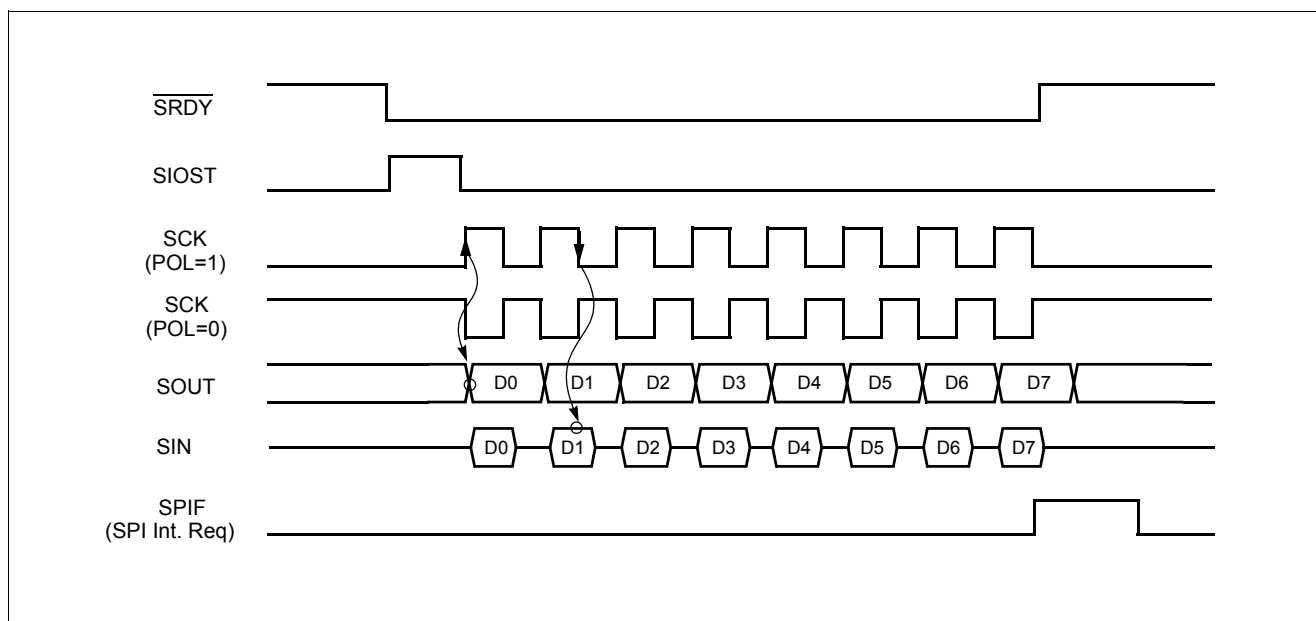 SRDY
SIOST
SCK
(POL=1)
SCK
(POL=0)
SOUT
D0 D1 D2 D3 D4 D5 D6 D7
SIN
D0 D1 D2 D3 D4 D5 D6 D7
SPIF
(SPI Int. Req)